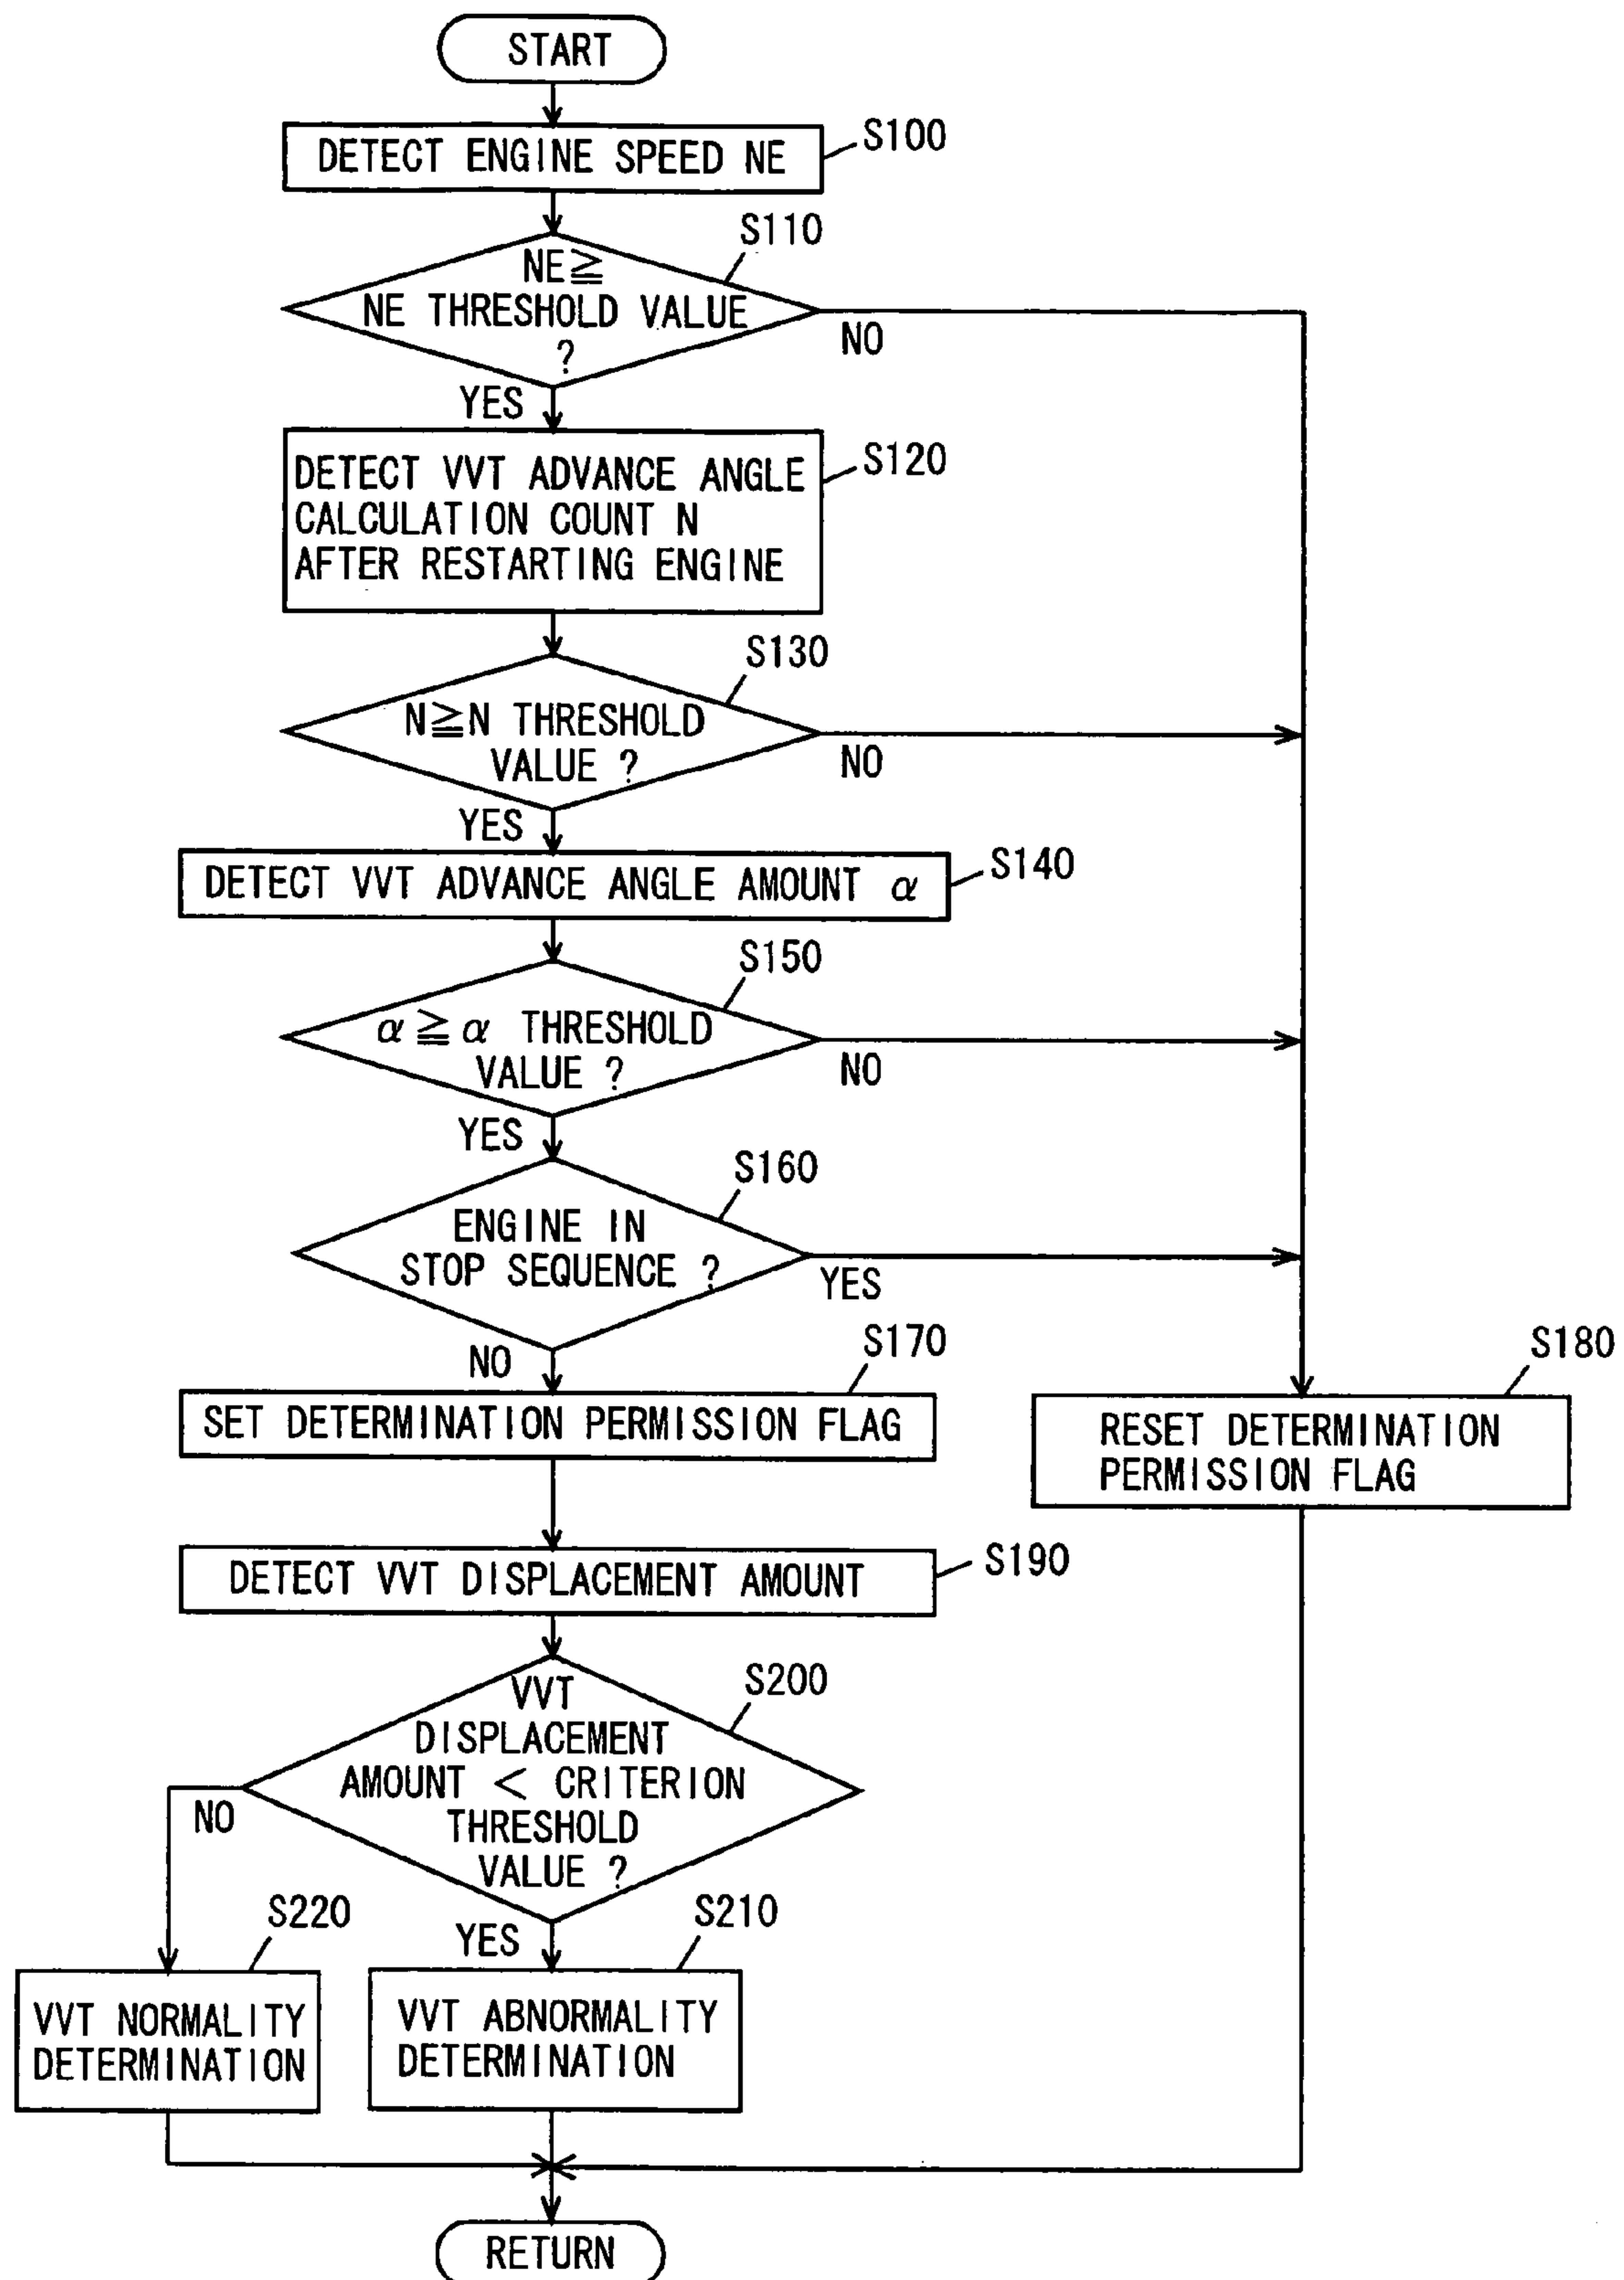 START
DETECT ENGINE SPEED NE
S100
S110
NE≧
NE THRESHOLD VALUE
?
NO
YES
DETECT VVT ADVANCE ANGLE
CALCULATION COUNT N
AFTER RESTARTING ENGINE
S120
S130
N≧N THRESHOLD
VALUE ?
NO
YES
DETECT VVT ADVANCE ANGLE AMOUNT α
S140
S150
α≧α THRESHOLD
VALUE ?
NO
YES
S160
ENGINE IN
STOP SEQUENCE ?
YES
NO
S170
SET DETERMINATION PERMISSION FLAG
S180
RESET DETERMINATION
PERMISSION FLAG
DETECT VVT DISPLACEMENT AMOUNT
S190
S200
VVT
DISPLACEMENT
AMOUNT < CRITERION
THRESHOLD
VALUE ?
NO
YES
S220
VVT NORMALITY
DETERMINATION
S210
VVT ABNORMALITY
DETERMINATION
RETURN